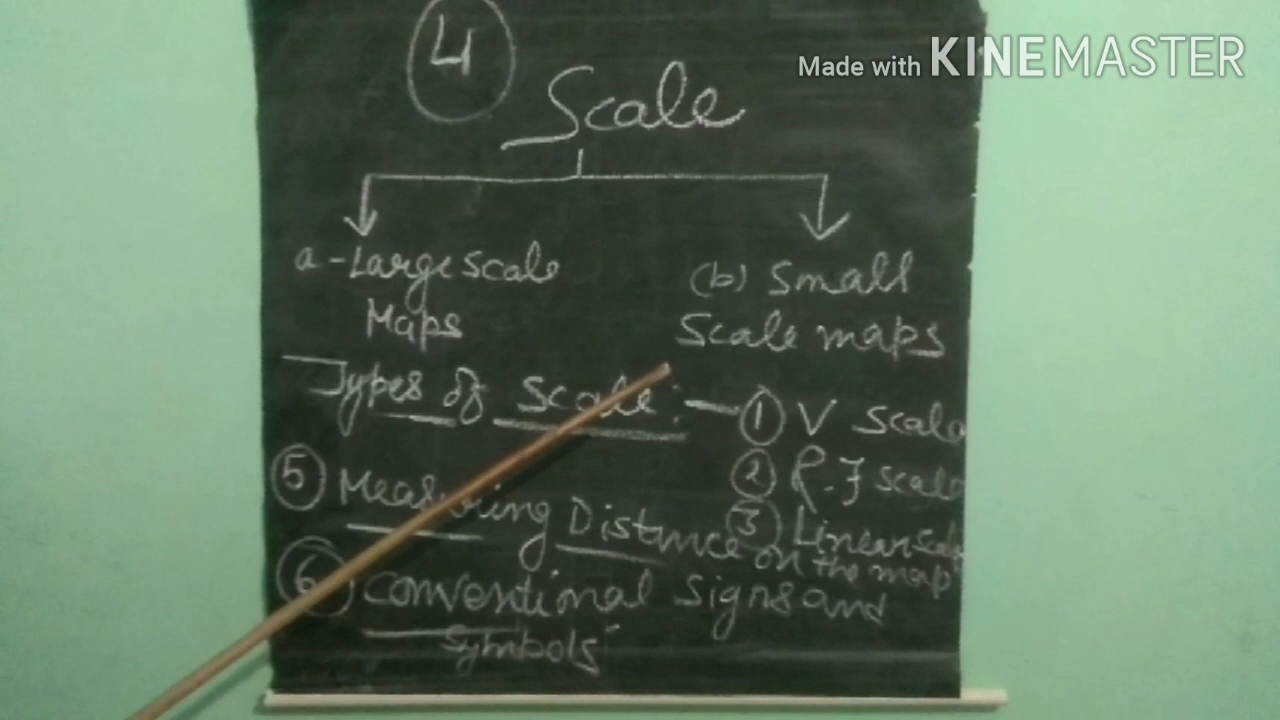 Made with KINEMASTER
4
Scale
a - Large scale
Maps
(b) Small
Scale maps
Types of Scale :- 1 V Scale
2 R.F Scale
3 Linear Scale
5 Measuring Distance on the map
6 Conventional Signs and
Symbols